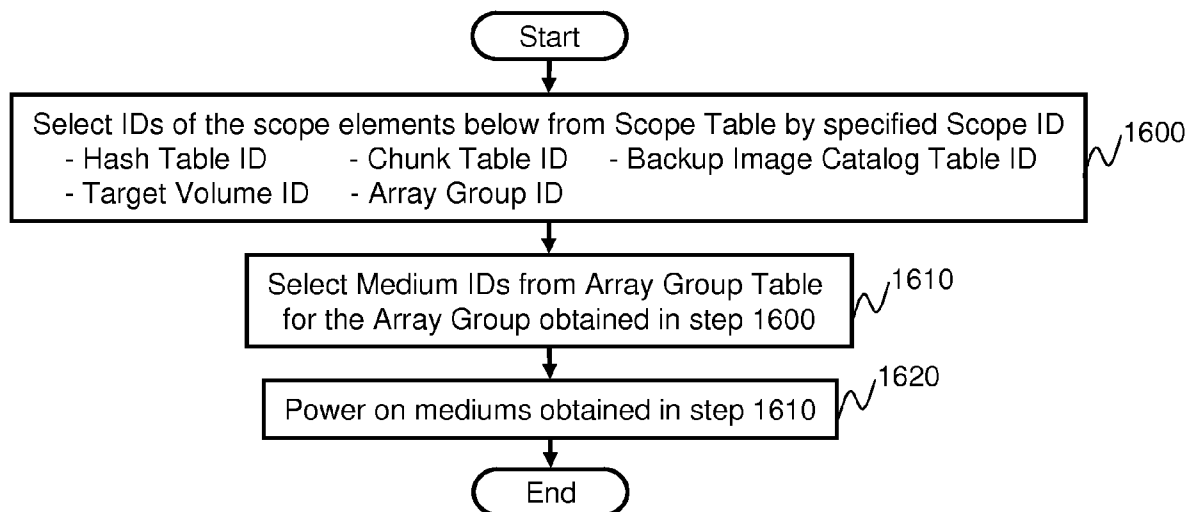 Start
Select IDs of the scope elements below from Scope Table by specified Scope ID
- Hash Table ID - Chunk Table ID - Backup Image Catalog Table ID
- Target Volume ID - Array Group ID
1600
Select Medium IDs from Array Group Table
for the Array Group obtained in step 1600
1610
Power on mediums obtained in step 1610
1620
End